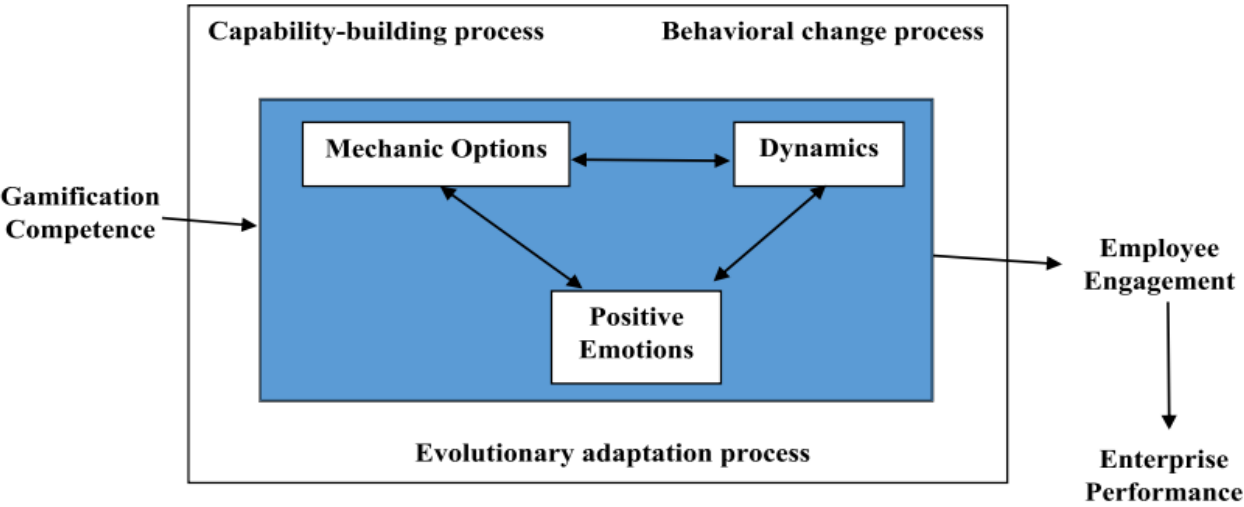 Capability-building process
Behavioral change process
Mechanic Options
Dynamics
Gamification
Competence
Positive
Emotions
Employee
Engagement
Evolutionary adaptation process
Enterprise
Performance